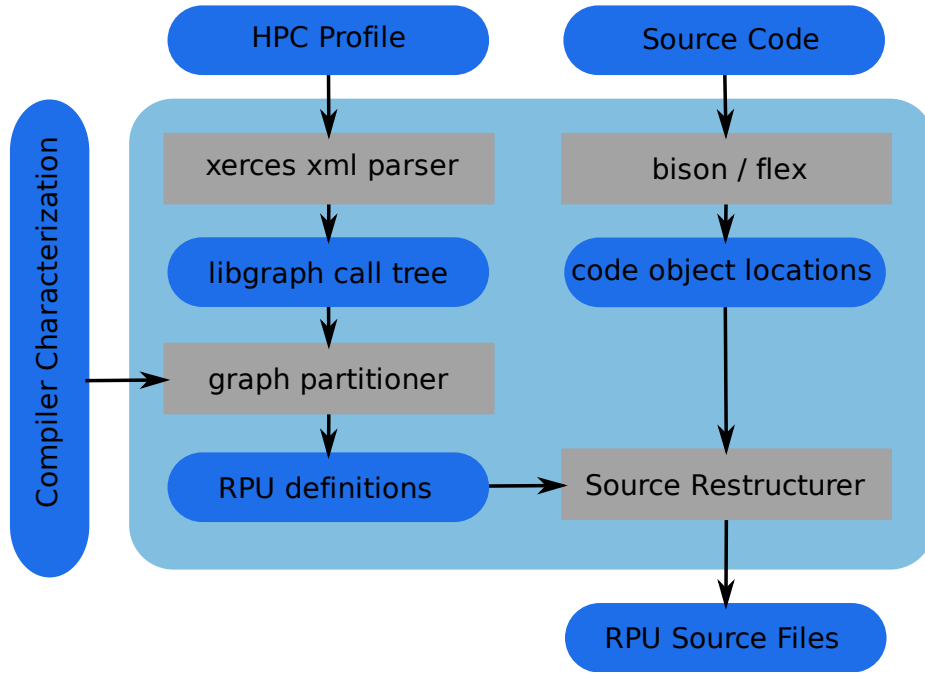 HPC Profile
Source Code
Compiler Characterization
xerces xml parser
bison / flex
libgraph call tree
code object locations
graph partitioner
RPU definitions
Source Restructurer
RPU Source Files